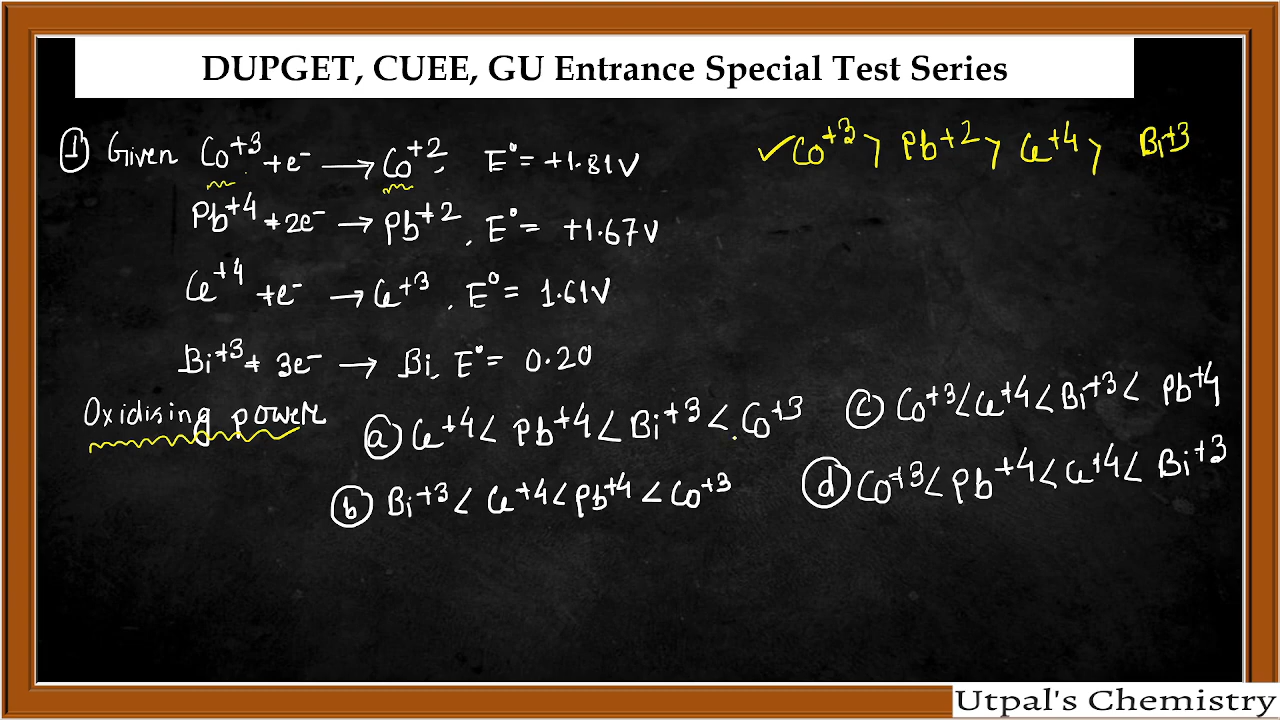 DUPGET, CUEE, GU Entrance Special Test Series
① Given Co⁺³ + e⁻ → Co⁺², E° = +1.81V
✓Co⁺³ > Pb⁺² > Ce⁺⁴ > Bi⁺³
Pb⁺⁴ + 2e⁻ → Pb⁺², E° = +1.67V
Ce⁺⁴ + e⁻ → Ce⁺³, E° = 1.61V
Bi⁺³ + 3e⁻ → Bi, E° = 0.20
Oxidising power
ⓐ Ce⁺⁴ < Pb⁺⁴ < Bi⁺³ < Co⁺³
ⓑ Bi⁺³ < Ce⁺⁴ < Pb⁺⁴ < Co⁺³
ⓒ Co⁺³ < Ce⁺⁴ < Bi⁺³ < Pb⁺⁴
ⓓ Co⁺³ < Pb⁺⁴ < Ce⁺⁴ < Bi⁺³
Utpal's Chemistry